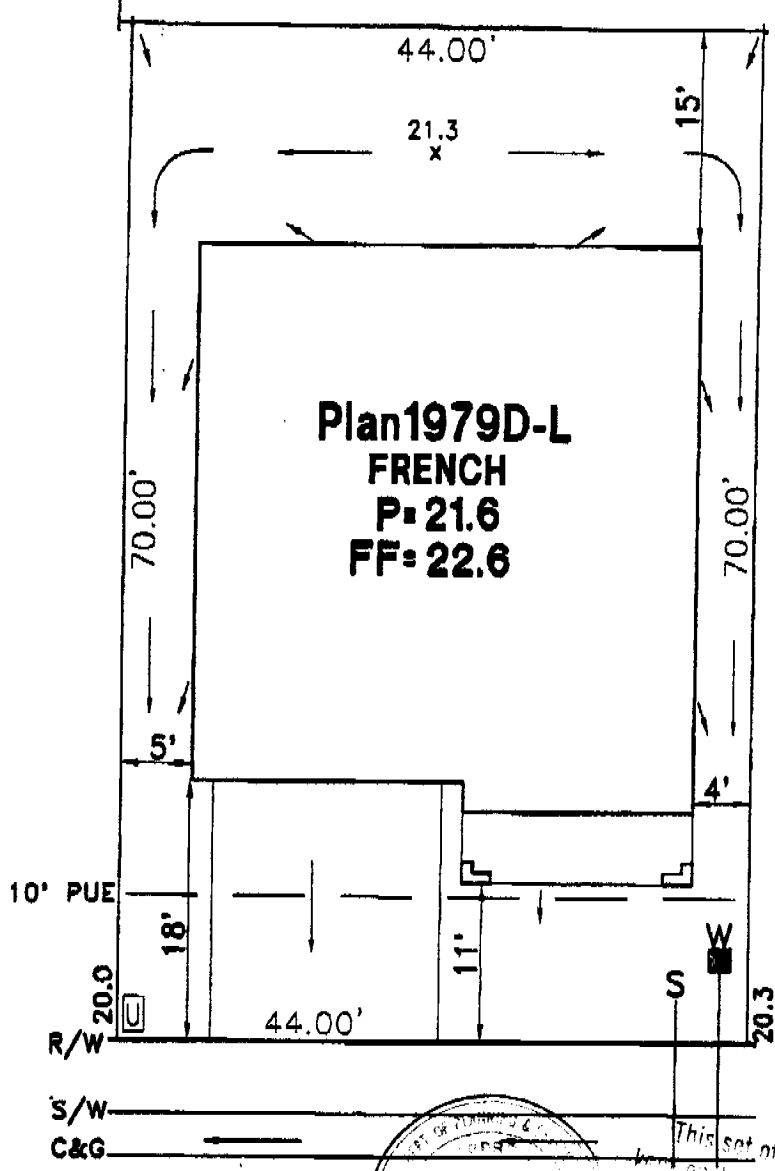 44.00'
15'
21.3
x
Plan1979D-L
FRENCH
P= 21.6
FF= 22.6
70.00'
70.00'
5'
4'
10' PUE
18'
11'
W
S
20.0
U
44.00'
20.3
R/W
S/W
C&G
This set of